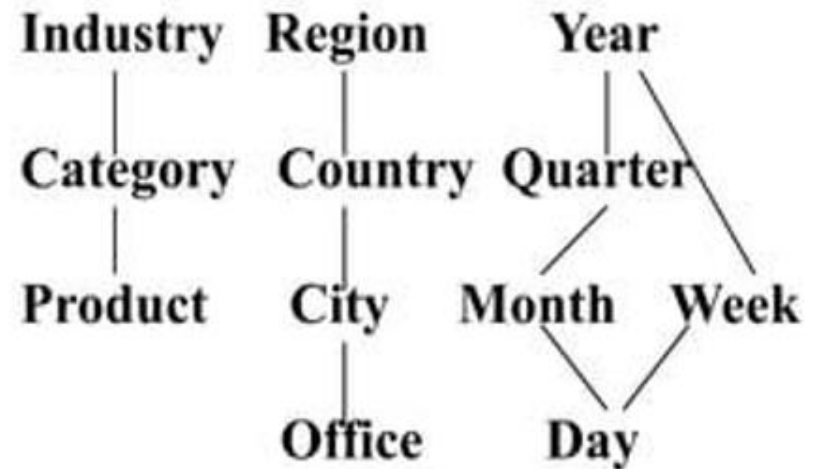 Industry Region Year
Category Country Quarter
Product City Month Week
Office Day